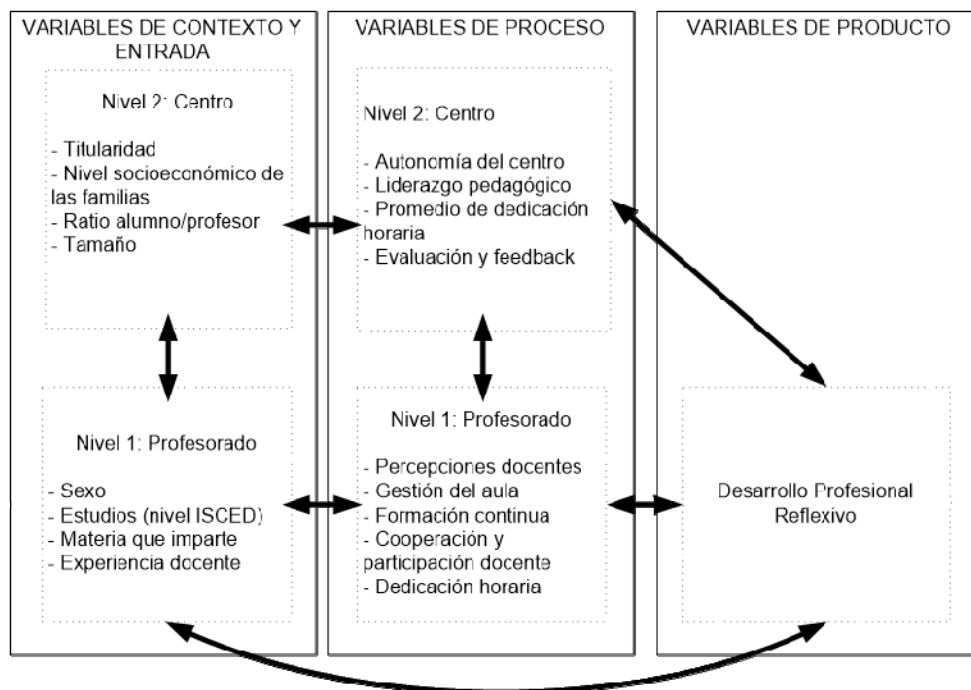 VARIABLES DE CONTEXTO Y
ENTRADA
Nivel 2: Centro
- Titularidad
- Nivel socioeconómico de
las familias
- Ratio alumno/profesor
- Tamaño
Nivel 1: Profesorado
- Sexo
- Estudios (nivel ISCED)
- Materia que imparte
- Experiencia docente
VARIABLES DE PROCESO
Nivel 2: Centro
- Autonomía del centro
- Liderazgo pedagógico
- Promedio de dedicación
horaria
- Evaluación y feedback
Nivel 1: Profesorado
- Percepciones docentes
- Gestión del aula
- Formación continua
- Cooperación y
participación docente
- Dedicación horaria
VARIABLES DE PRODUCTO
Desarrollo Profesional
Reflexivo